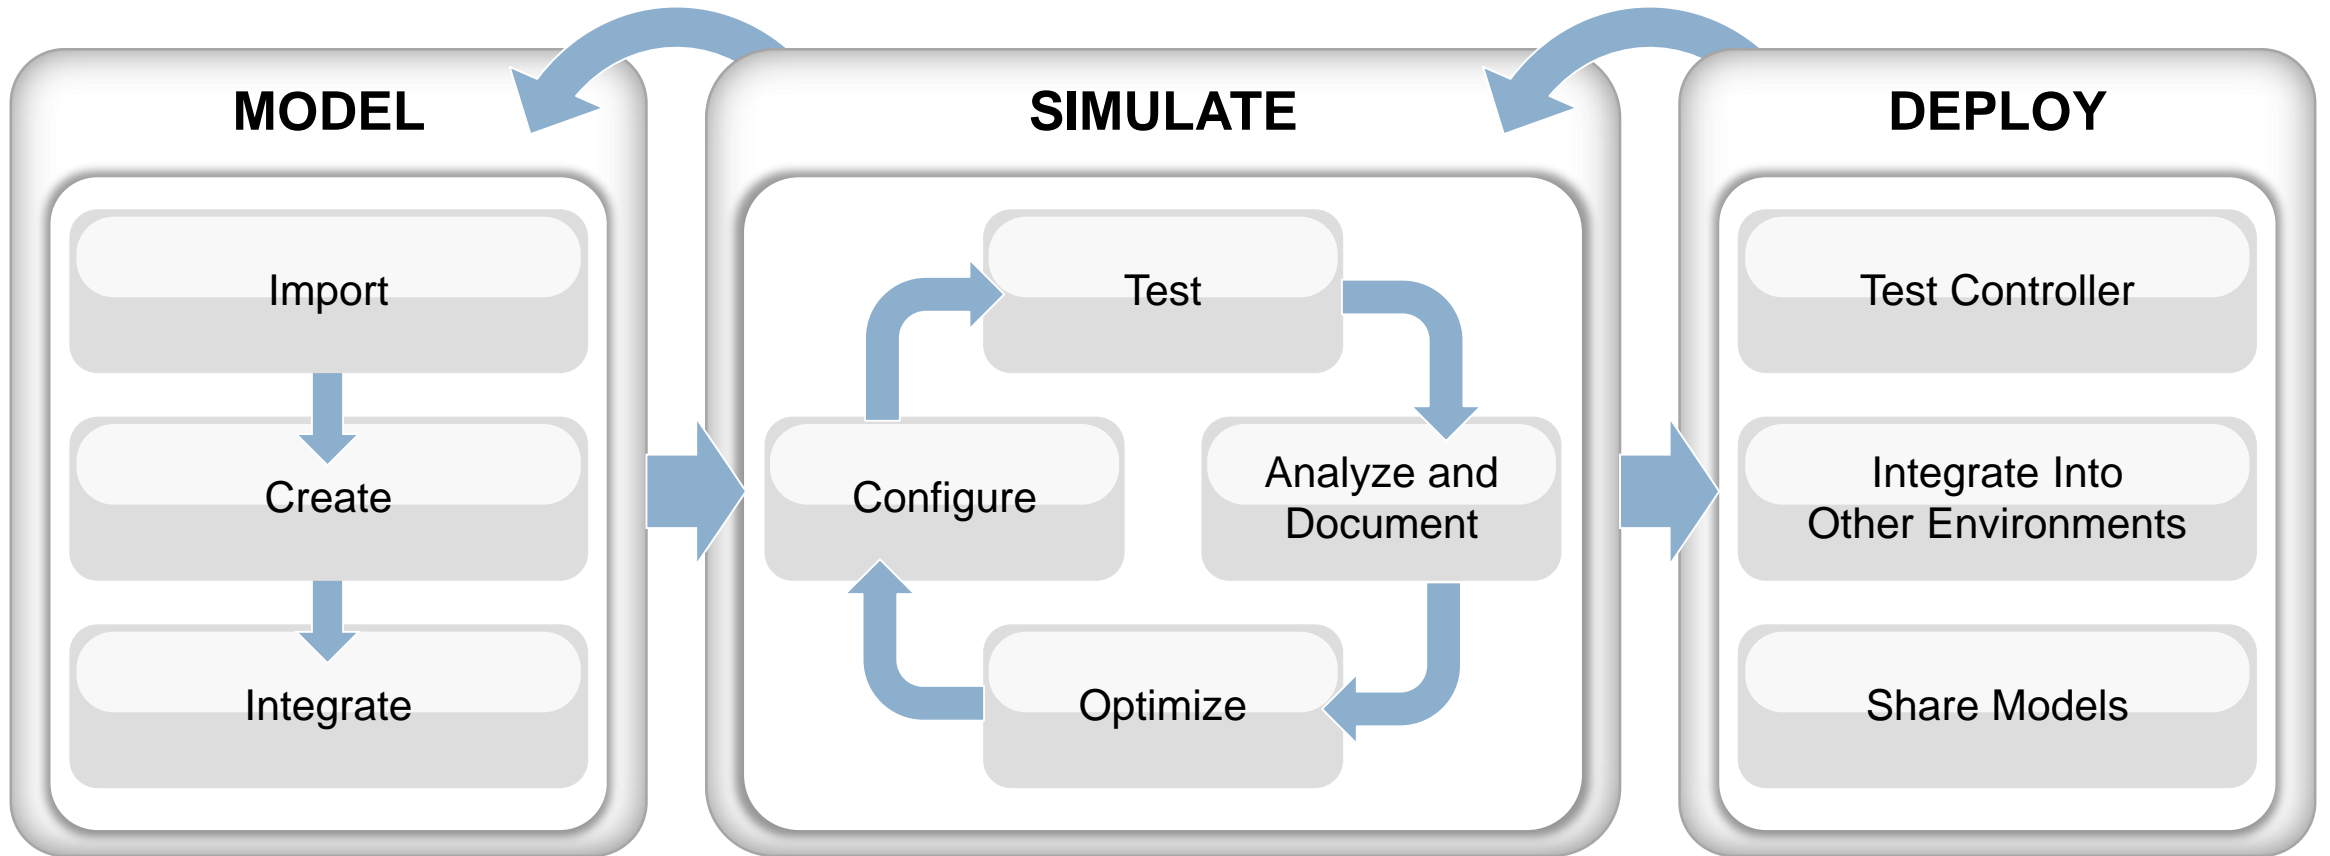 MODEL
Import
Create
Integrate
SIMULATE
Test
Configure
Analyze and
Document
Optimize
DEPLOY
Test Controller
Integrate Into
Other Environments
Share Models